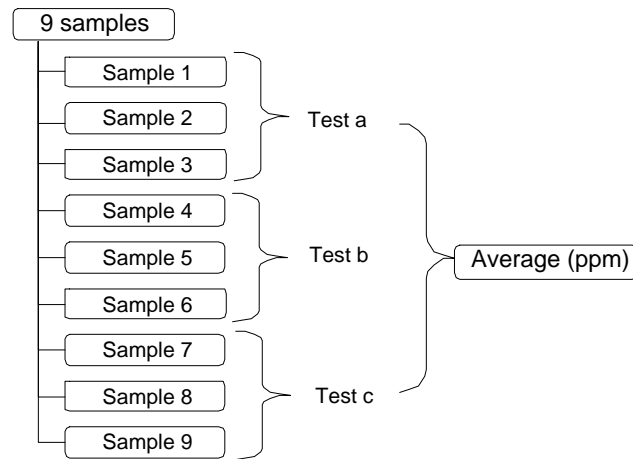 9 samples
Sample 1
Sample 2
Sample 3
Sample 4
Sample 5
Sample 6
Sample 7
Sample 8
Sample 9
Test a
Test b
Test c
Average (ppm)